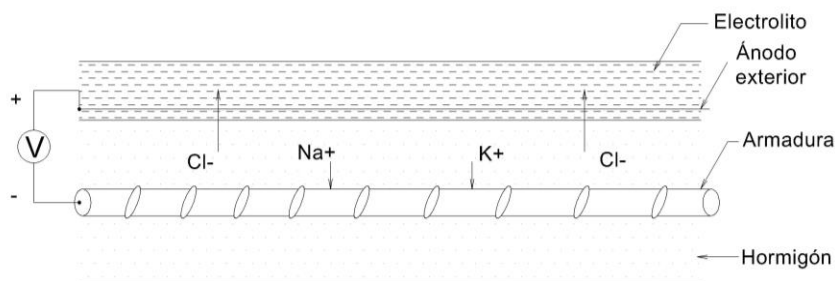 Electrolito
Ánodo
exterior
+
V
Cl-
Na+
K+
Cl-
Armadura
-
Hormigón